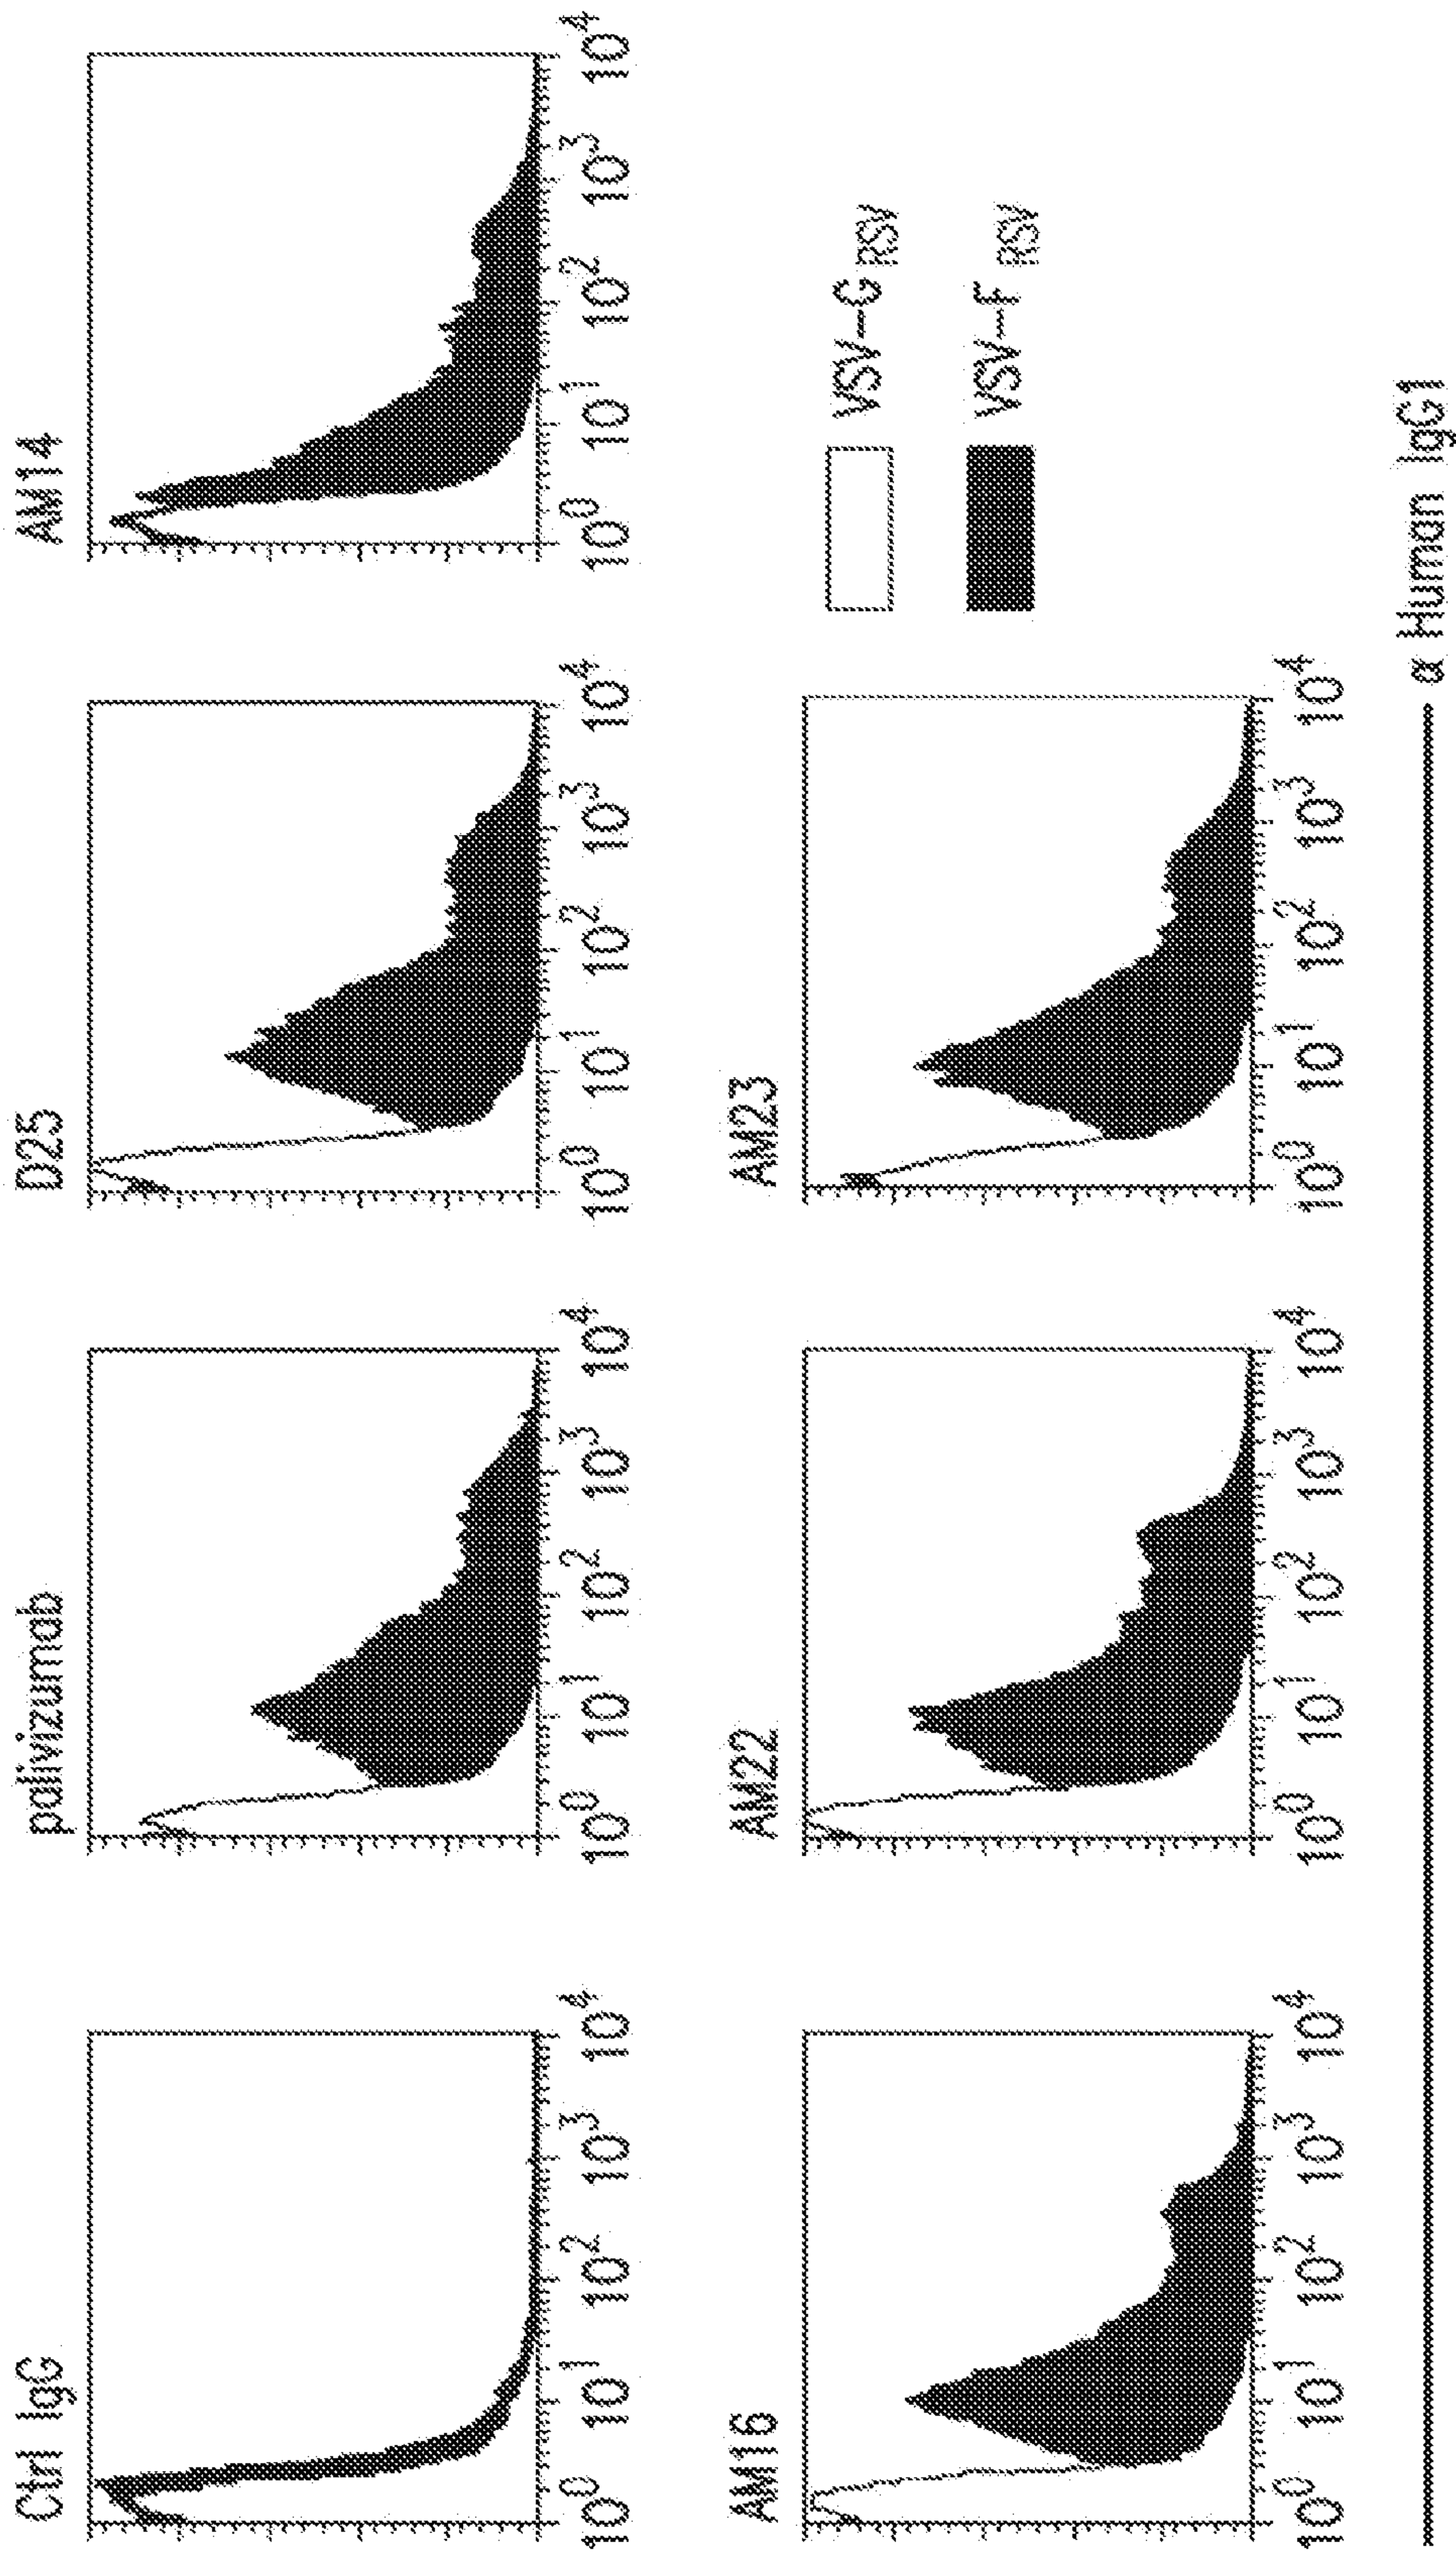 Ctrl IgG
palivizumab
D25
AM14
10⁰ 10¹ 10² 10³ 10⁴
10⁰ 10¹ 10² 10³ 10⁴
10⁰ 10¹ 10² 10³ 10⁴
10⁰ 10¹ 10² 10³ 10⁴
AM16
AM22
AM23
VSV-G RSV
VSV-F RSV
10⁰ 10¹ 10² 10³ 10⁴
10⁰ 10¹ 10² 10³ 10⁴
10⁰ 10¹ 10² 10³ 10⁴
α Human IgG1